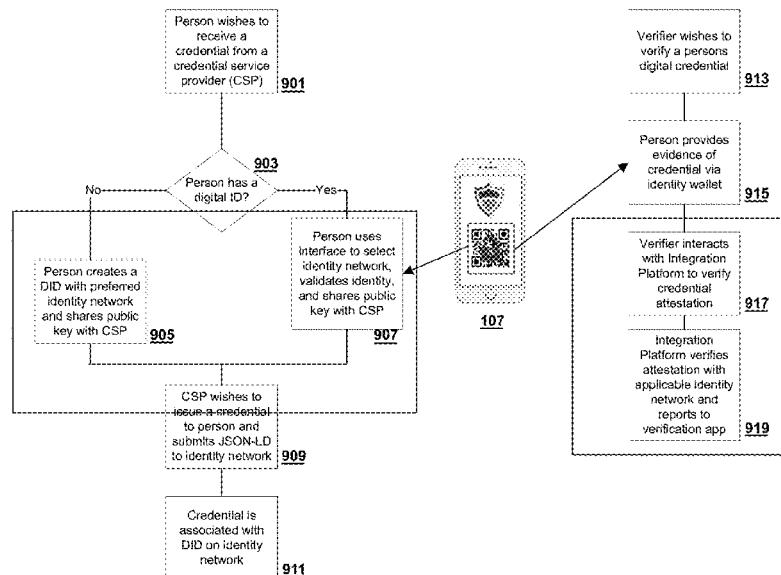 Person wishes to
receive a
credential from a
credential service
provider (CSP)
901
903
Person has a
digital ID?
No
Yes
Person creates a
DID with preferred
identity network
and shares public
key with CSP
905
Person uses
interface to select
identity network,
validates identity,
and shares public
key with CSP
907
CSP wishes to
issue a credential
to person and
submits JSON-LD
to identity network
909
Credential is
associated with
DID on identity
network
911
107
Verifier wishes to
verify a persons
digital credential
913
Person provides
evidence of
credential via
identity wallet
915
Verifier interacts
with Integration
Platform to verify
credential
attestation
917
Integration
Platform verifies
attestation with
applicable identity
network and
reports to
verification app
919